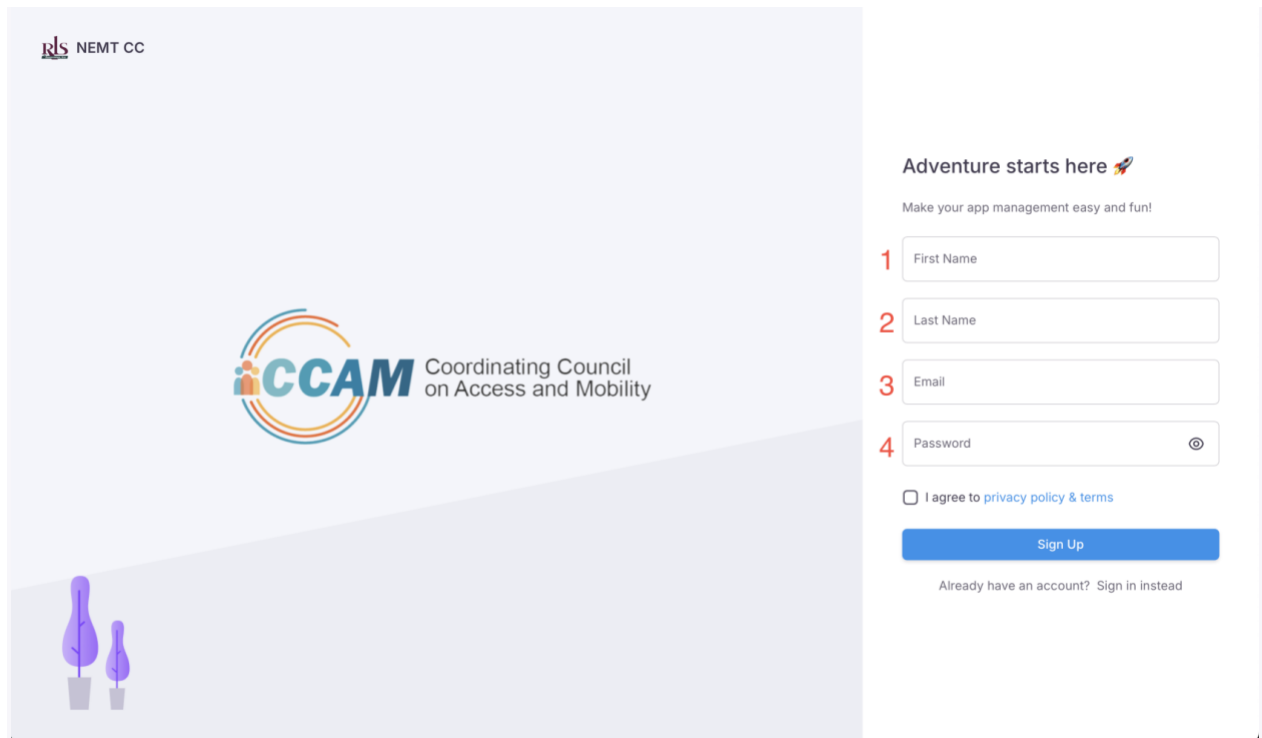 RLS NEMT CC
CCAM Coordinating Council
on Access and Mobility
Adventure starts here 🚀
Make your app management easy and fun!
1 First Name
2 Last Name
3 Email
4 Password
I agree to privacy policy & terms
Sign Up
Already have an account? Sign in instead